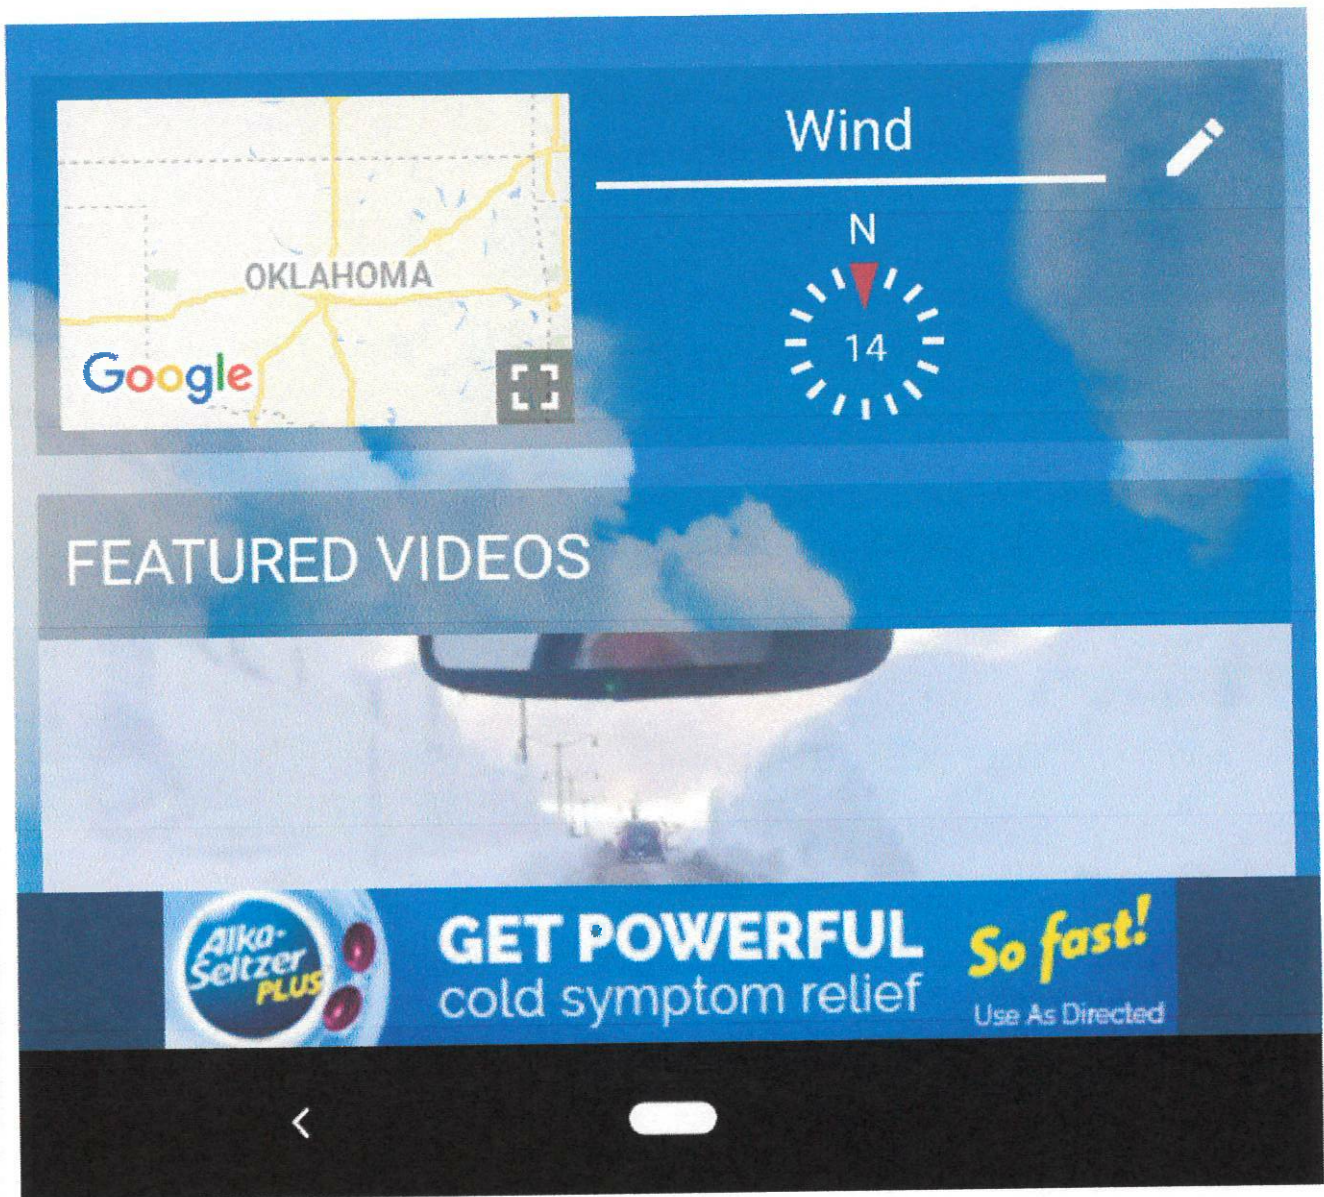 OKLAHOMA
Google
Wind
N
14
FEATURED VIDEOS
Alka-
Seltzer
PLUS
GET POWERFUL
cold symptom relief
So fast!
Use As Directed